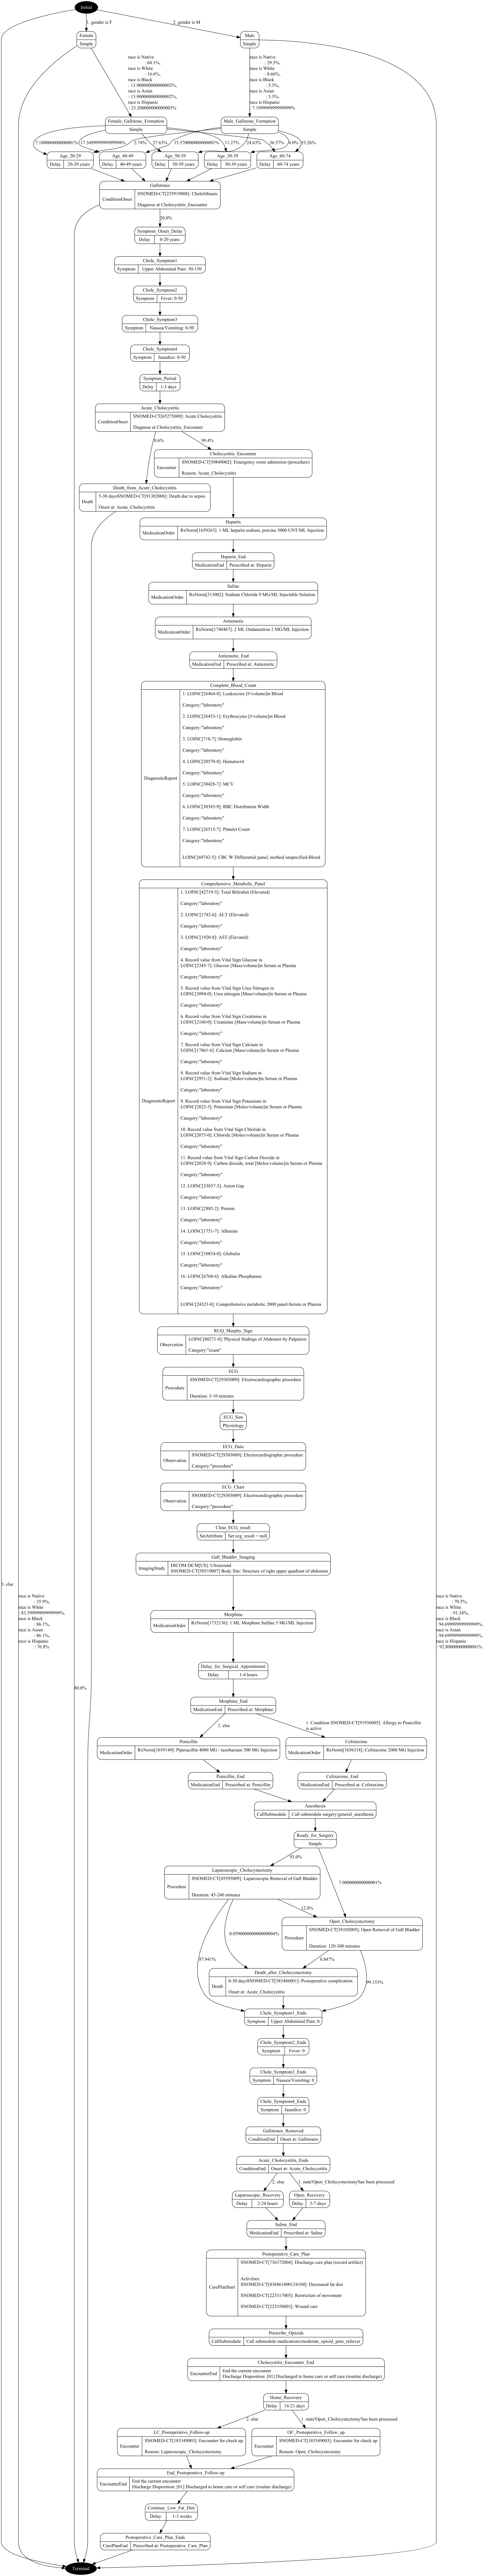 Initial
1. gender is F
2. gender is M
Female
Simple
Male
Simple
race is Native
: 64.1%,
race is White
: 16.6%,
race is Black
: 13.900000000000002%,
race is Asian
: 13.900000000000002%,
race is Hispanic
: 23.200000000000003%
race is Native
: 29.5%,
race is White
: 8.66%,
race is Black
: 5.3%,
race is Asian
: 5.3%,
race is Hispanic
: 7.199999999999999%
Female_Gallstone_Formation
Simple
Male_Gallstone_Formation
Simple
2.74%
27.63%
11.27%
24.63%
36.57%
Age_20-29
Delay
20-29 years
Age_40-49
Delay
40-49 years
Age_50-59
Delay
50-59 years
Age_30-39
Delay
30-39 years
Age_60-74
Delay
60-74 years
Gallstones
ConditionOnset
SNOMED-CT[235919008]: Cholelithiasis
Diagnose at Cholecystitis_Encounter
20.0%
Symptom_Onset_Delay
Delay
0-20 years
Chole_Symptom1
Symptom
Upper Abdominal Pain: 50-150
Chole_Symptom2
Symptom
Fever: 0-50
Chole_Symptom3
Symptom
Nausea/Vomiting: 0-50
Chole_Symptom4
Symptom
Jaundice: 0-50
Symptom_Period
Delay
1-3 days
Acute_Cholecystitis
ConditionOnset
SNOMED-CT[65275009]: Acute Cholecystitis
Diagnose at Cholecystitis_Encounter
0.6%
99.4%
Cholecystitis_Encounter
Encounter
SNOMED-CT[50849002]: Emergency room admission (procedure)
Reason: Acute_Cholecystitis
Death_from_Acute_Cholecystitis
Death
5-30 daysSNOMED-CT[91302008]: Death due to sepsis
Onset at: Acute_Cholecystitis
Heparin
MedicationOrder
RxNorm[1659263]: 1 ML heparin sodium, porcine 5000 UNT/ML Injection
Heparin_End
MedicationEnd
Prescribed at: Heparin
Saline
MedicationOrder
RxNorm[313002]: Sodium Chloride 9 MG/ML Injectable Solution
Antiemetic
MedicationOrder
RxNorm[1740467]: 2 ML Ondansetron 2 MG/ML Injection
Antiemetic_End
MedicationEnd
Prescribed at: Antiemetic
Complete_Blood_Count
DiagnosticReport
1. LOINC[26464-8]: Leukocytes [#/volume]in Blood
Category:"laboratory"
2. LOINC[26453-1]: Erythrocytes [#/volume]in Blood
Category:"laboratory"
3. LOINC[718-7]: Hemoglobin
Category:"laboratory"
4. LOINC[20570-8]: Hematocrit
Category:"laboratory"
5. LOINC[30428-7]: MCV
Category:"laboratory"
6. LOINC[30385-9]: RBC Distribution Width
Category:"laboratory"
7. LOINC[26515-7]: Platelet Count
Category:"laboratory"
LOINC[69742-5]: CBC W Differential panel, method unspecified-Blood
Comprehensive_Metabolic_Panel
DiagnosticReport
1. LOINC[42719-5]: Total Bilirubin (Elevated)
Category:"laboratory"
2. LOINC[1742-6]: ALT (Elevated)
Category:"laboratory"
3. LOINC[1920-8]: AST (Elevated)
Category:"laboratory"
4. Record value from Vital Sign Glucose in
LOINC[2345-7]: Glucose [Mass/volume]in Serum or Plasma
Category:"laboratory"
5. Record value from Vital Sign Urea Nitrogen in
LOINC[3094-0]: Urea nitrogen [Mass/volume]in Serum or Plasma
Category:"laboratory"
6. Record value from Vital Sign Creatinine in
LOINC[2160-0]: Creatinine [Mass/volume]in Serum or Plasma
Category:"laboratory"
7. Record value from Vital Sign Calcium in
LOINC[17861-6]: Calcium [Mass/volume]in Serum or Plasma
Category:"laboratory"
8. Record value from Vital Sign Sodium in
LOINC[2951-2]: Sodium [Moles/volume]in Serum or Plasma
Category:"laboratory"
9. Record value from Vital Sign Potassium in
LOINC[2823-3]: Potassium [Moles/volume]in Serum or Plasma
Category:"laboratory"
10. Record value from Vital Sign Chloride in
LOINC[2075-0]: Chloride [Moles/volume]in Serum or Plasma
Category:"laboratory"
11. Record value from Vital Sign Carbon Dioxide in
LOINC[2028-9]: Carbon dioxide, total [Moles/volume]in Serum or Plasma
Category:"laboratory"
12. LOINC[33037-3]: Anion Gap
Category:"laboratory"
13. LOINC[2885-2]: Protein
Category:"laboratory"
14. LOINC[1751-7]: Albumin
Category:"laboratory"
15. LOINC[10834-0]: Globulin
Category:"laboratory"
16. LOINC[6768-6]: Alkaline Phosphatase
Category:"laboratory"
LOINC[24323-8]: Comprehensive metabolic 2000 panel-Serum or Plasma
RUQ_Murphy_Sign
Observation
LOINC[80271-0]: Physical findings of Abdomen by Palpation
Category:"exam"
ECG
Procedure
SNOMED-CT[29303009]: Electrocardiographic procedure
Duration: 5-10 minutes
ECG_Sim
Physiology
ECG_Data
Observation
SNOMED-CT[29303009]: Electrocardiographic procedure
Category:"procedure"
ECG_Chart
Observation
SNOMED-CT[29303009]: Electrocardiographic procedure
Category:"procedure"
Clear_ECG_result
SetAttribute
Set ecg_result = null
Gall_Bladder_Imaging
ImagingStudy
DICOM-DCM[US]: Ultrasound
SNOMED-CT[50519007] Body Site: Structure of right upper quadrant of abdomen
3. else
race is Native
: 35.9%,
race is White
: 83.39999999999999%,
race is Black
: 86.1%,
race is Asian
: 86.1%,
race is Hispanic
: 76.8%
80.0%
race is Native
: 70.5%,
race is White
: 91.34%,
race is Black
: 94.69999999999999%,
race is Asian
: 94.69999999999999%,
race is Hispanic
: 92.80000000000001%
Morphine
MedicationOrder
RxNorm[1732136]: 1 ML Morphine Sulfate 5 MG/ML Injection
Delay_for_Surgical_Appointment
Delay
1-4 hours
Morphine_End
MedicationEnd
Prescribed at: Morphine
2. else
1. Condition SNOMED-CT[91936005]: Allergy to Penicillin
is active
Penicillin
MedicationOrder
RxNorm[1659149]: Piperacillin 4000 MG / tazobactam 500 MG Injection
Cefotaxime
MedicationOrder
RxNorm[1656318]: Cefotaxime 2000 MG Injection
Penicillin_End
MedicationEnd
Prescribed at: Penicillin
Cefotaxime_End
MedicationEnd
Prescribed at: Cefotaxime
Anesthesia
CallSubmodule
Call submodule surgery/general_anesthesia
Ready_for_Surgery
Simple
93.0%
7.000000000000001%
Laparoscopic_Cholecystectomy
Procedure
SNOMED-CT[45595009]: Laparoscopic Removal of Gall Bladder
Duration: 45-240 minutes
12.0%
Open_Cholecystectomy
Procedure
SNOMED-CT[38102005]: Open Removal of Gall Bladder
Duration: 120-300 minutes
0.05900000000000004%
0.847%
87.941%
99.153%
Death_after_Cholecystectomy
Death
0-30 daysSNOMED-CT[385486001]: Postoperative complication
Onset at: Acute_Cholecystitis
Chole_Symptom1_Ends
Symptom
Upper Abdominal Pain: 0
Chole_Symptom2_Ends
Symptom
Fever: 0
Chole_Symptom3_Ends
Symptom
Nausea/Vomiting: 0
Chole_Symptom4_Ends
Symptom
Jaundice: 0
Gallstones_Removed
ConditionEnd
Onset at: Gallstones
Acute_Cholecystitis_Ends
ConditionEnd
Onset at: Acute_Cholecystitis
2. else
1. state'Open_Cholecystectomy'has been processed
Laparoscopic_Recovery
Delay
2-24 hours
Open_Recovery
Delay
5-7 days
Saline_End
MedicationEnd
Prescribed at: Saline
Postoperative_Care_Plan
CarePlanStart
SNOMED-CT[736372004]: Discharge care plan (record artifact)
Activities:
SNOMED-CT[436861000124104]: Decreased fat diet
SNOMED-CT[225317005]: Restriction of movement
SNOMED-CT[225358003]: Wound care
Prescribe_Opioids
CallSubmodule
Call submodule medications/moderate_opioid_pain_reliever
Cholecystitis_Encounter_End
EncounterEnd
End the current encounter
Discharge Disposition: [01] Discharged to home care or self care (routine discharge)
Home_Recovery
Delay
14-21 days
2. else
1. state'Open_Cholecystectomy'has been processed
LC_Postoperative_Follow-up
Encounter
SNOMED-CT[185349003]: Encounter for check up
Reason: Laparoscopic_Cholecystectomy
OC_Postoperative_Follow_up
Encounter
SNOMED-CT[185349003]: Encounter for check up
Reason: Open_Cholecystectomy
End_Postoperative_Follow-up
EncounterEnd
End the current encounter
Discharge Disposition: [01] Discharged to home care or self care (routine discharge)
Continue_Low_Fat_Diet
Delay
1-3 weeks
Postoperative_Care_Plan_Ends
CarePlanEnd
Prescribed at: Postoperative_Care_Plan
Terminal